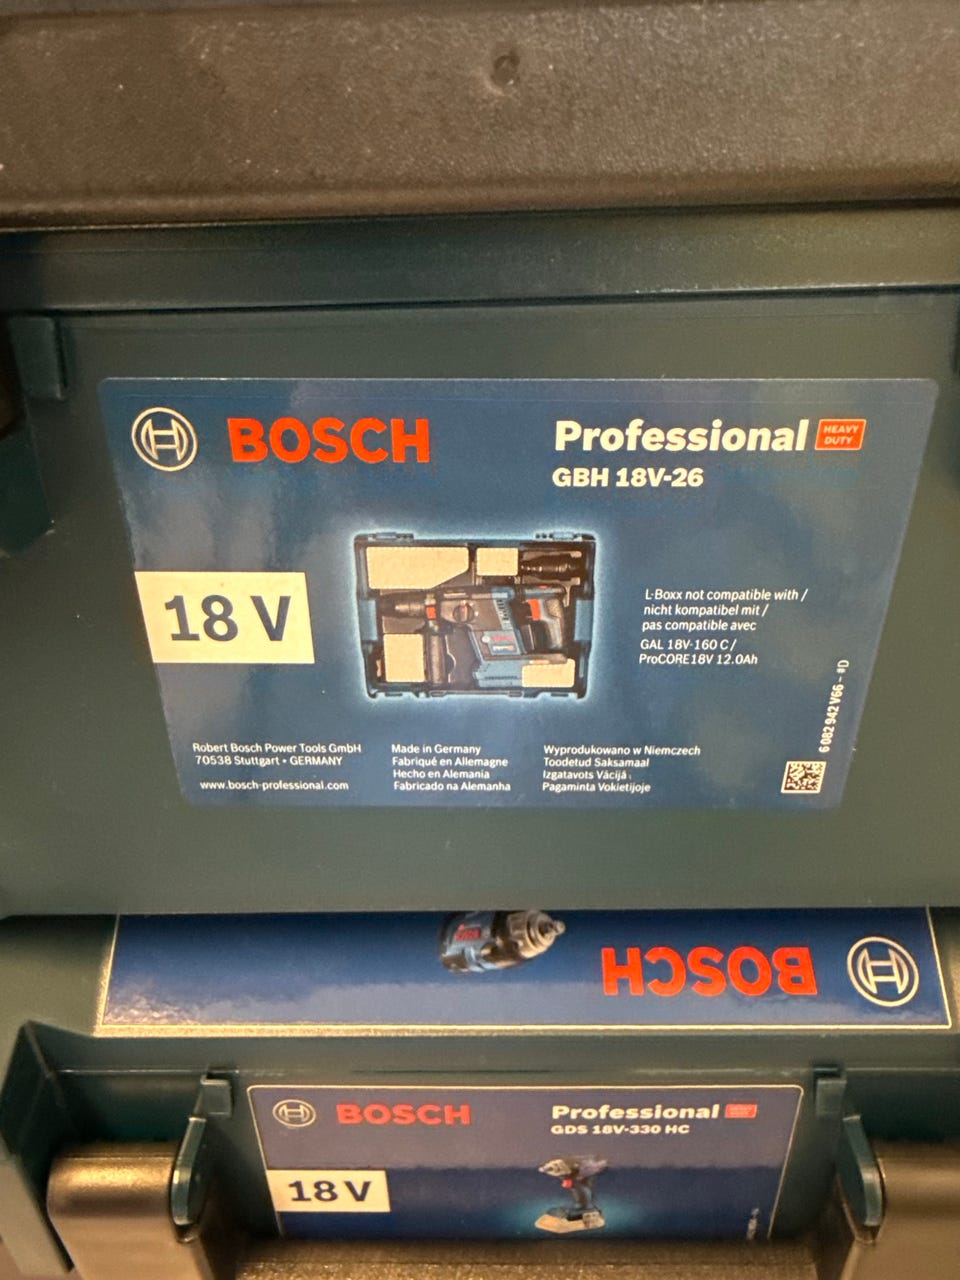 BOSCH
Professional HEAVY DUTY
GBH 18V-26
18 V
L-Boxx not compatible with /
nicht kompatibel mit /
pas compatible avec
GAL 18V-160 C /
ProCORE18V 12.0Ah
6 082 942 V66 - #D
Robert Bosch Power Tools GmbH
70538 Stuttgart • GERMANY
www.bosch-professional.com
Made in Germany
Fabriqué en Allemagne
Hecho en Alemania
Fabricado na Alemanha
Wyprodukowano w Niemczech
Toodetud Saksamaal
Izgatavots Vācijā
Pagaminta Vokietijoje
BOSCH
BOSCH
Professional HEAVY DUTY
GDS 18V-330 HC
18 V